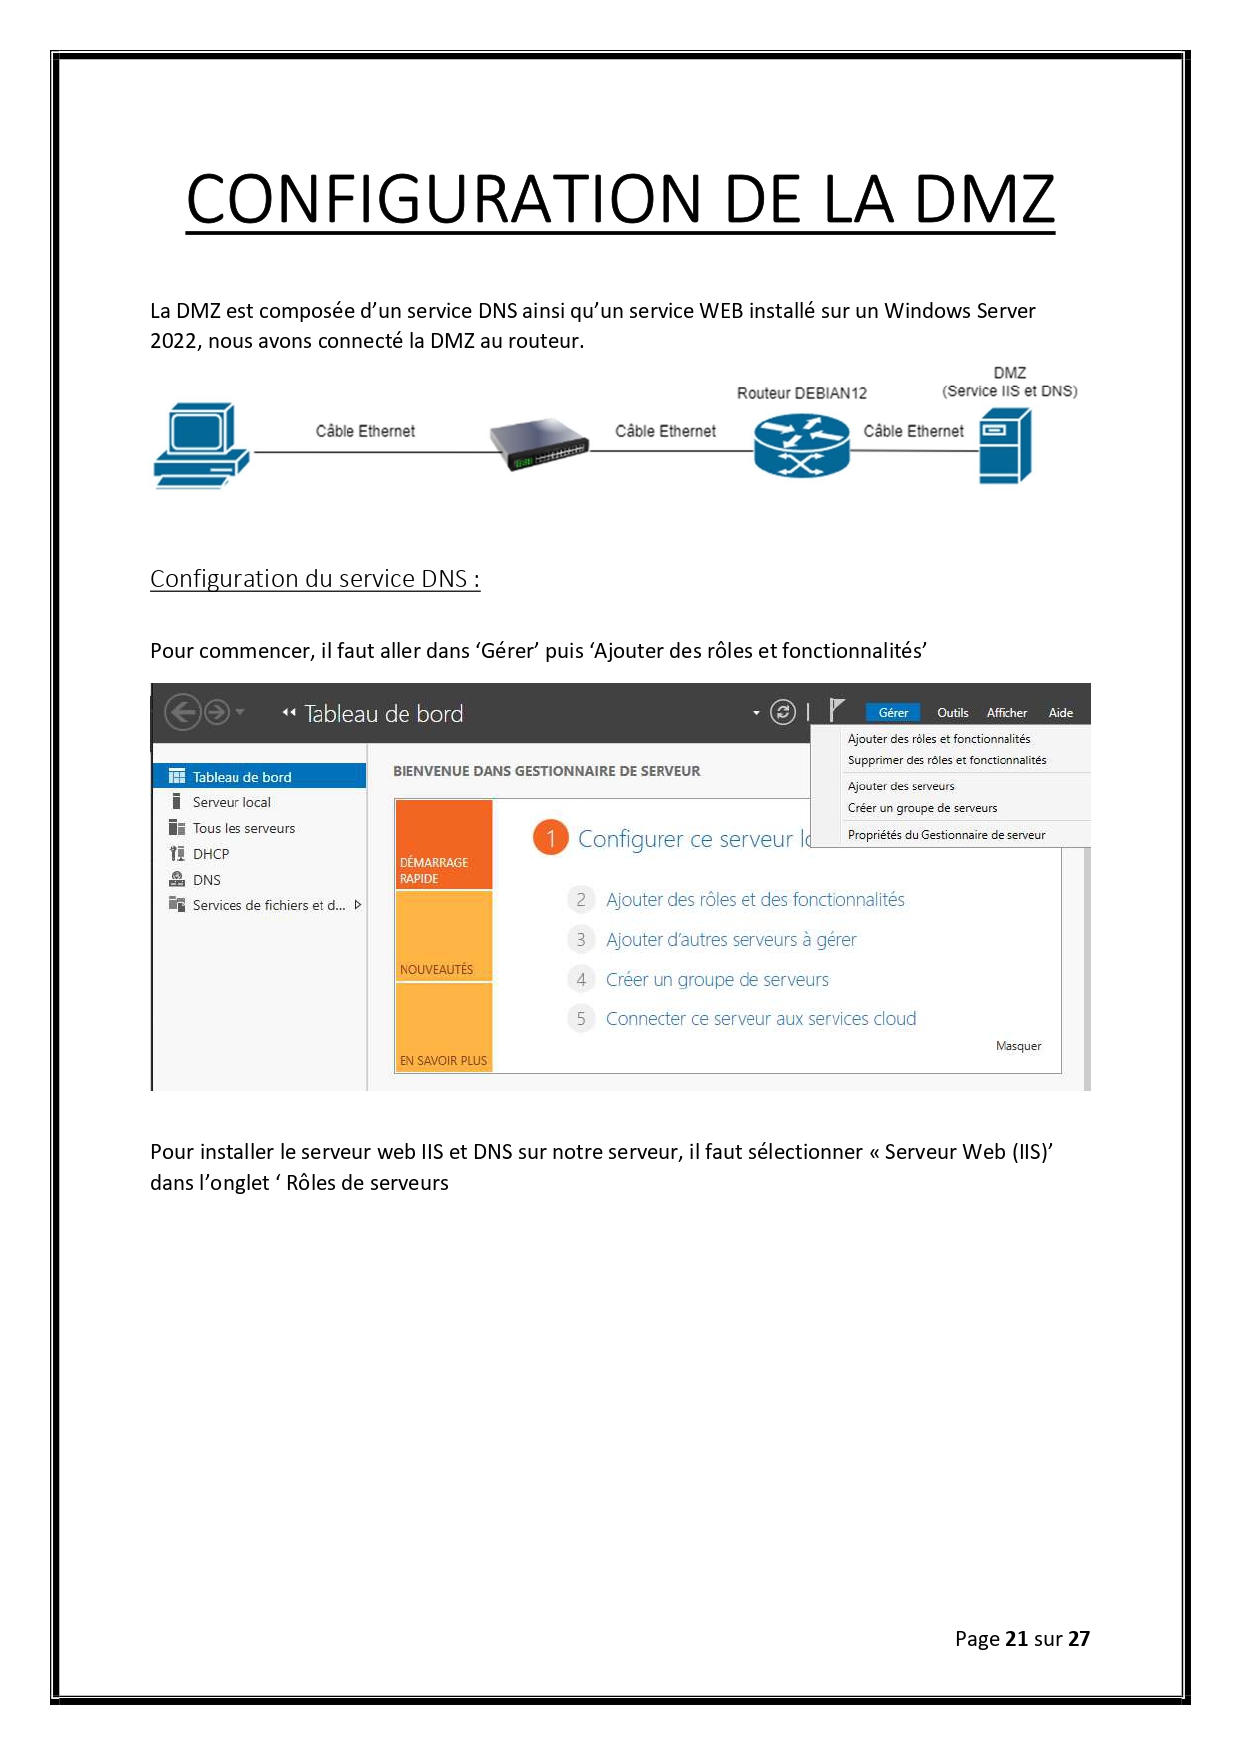 CONFIGURATION DE LA DMZ
La DMZ est composée d’un service DNS ainsi qu’un service WEB installé sur un Windows Server
2022, nous avons connecté la DMZ au routeur.
DMZ
(Service IIS et DNS)
Routeur DEBIAN12
Câble Ethernet
Câble Ethernet
Câble Ethernet
Configuration du service DNS :
Pour commencer, il faut aller dans ‘Gérer’ puis ‘Ajouter des rôles et fonctionnalités’
Tableau de bord
Gérer Outils Afficher Aide
Ajouter des rôles et fonctionnalités
Supprimer des rôles et fonctionnalités
Ajouter des serveurs
Créer un groupe de serveurs
Propriétés du Gestionnaire de serveur
Tableau de bord
Serveur local
Tous les serveurs
DHCP
DNS
Services de fichiers et d...
BIENVENUE DANS GESTIONNAIRE DE SERVEUR
DÉMARRAGE
RAPIDE
NOUVEAUTÉS
EN SAVOIR PLUS
1 Configurer ce serveur lo
2 Ajouter des rôles et des fonctionnalités
3 Ajouter d’autres serveurs à gérer
4 Créer un groupe de serveurs
5 Connecter ce serveur aux services cloud
Masquer
Pour installer le serveur web IIS et DNS sur notre serveur, il faut sélectionner « Serveur Web (IIS)’
dans l’onglet ‘ Rôles de serveurs
Page 21 sur 27